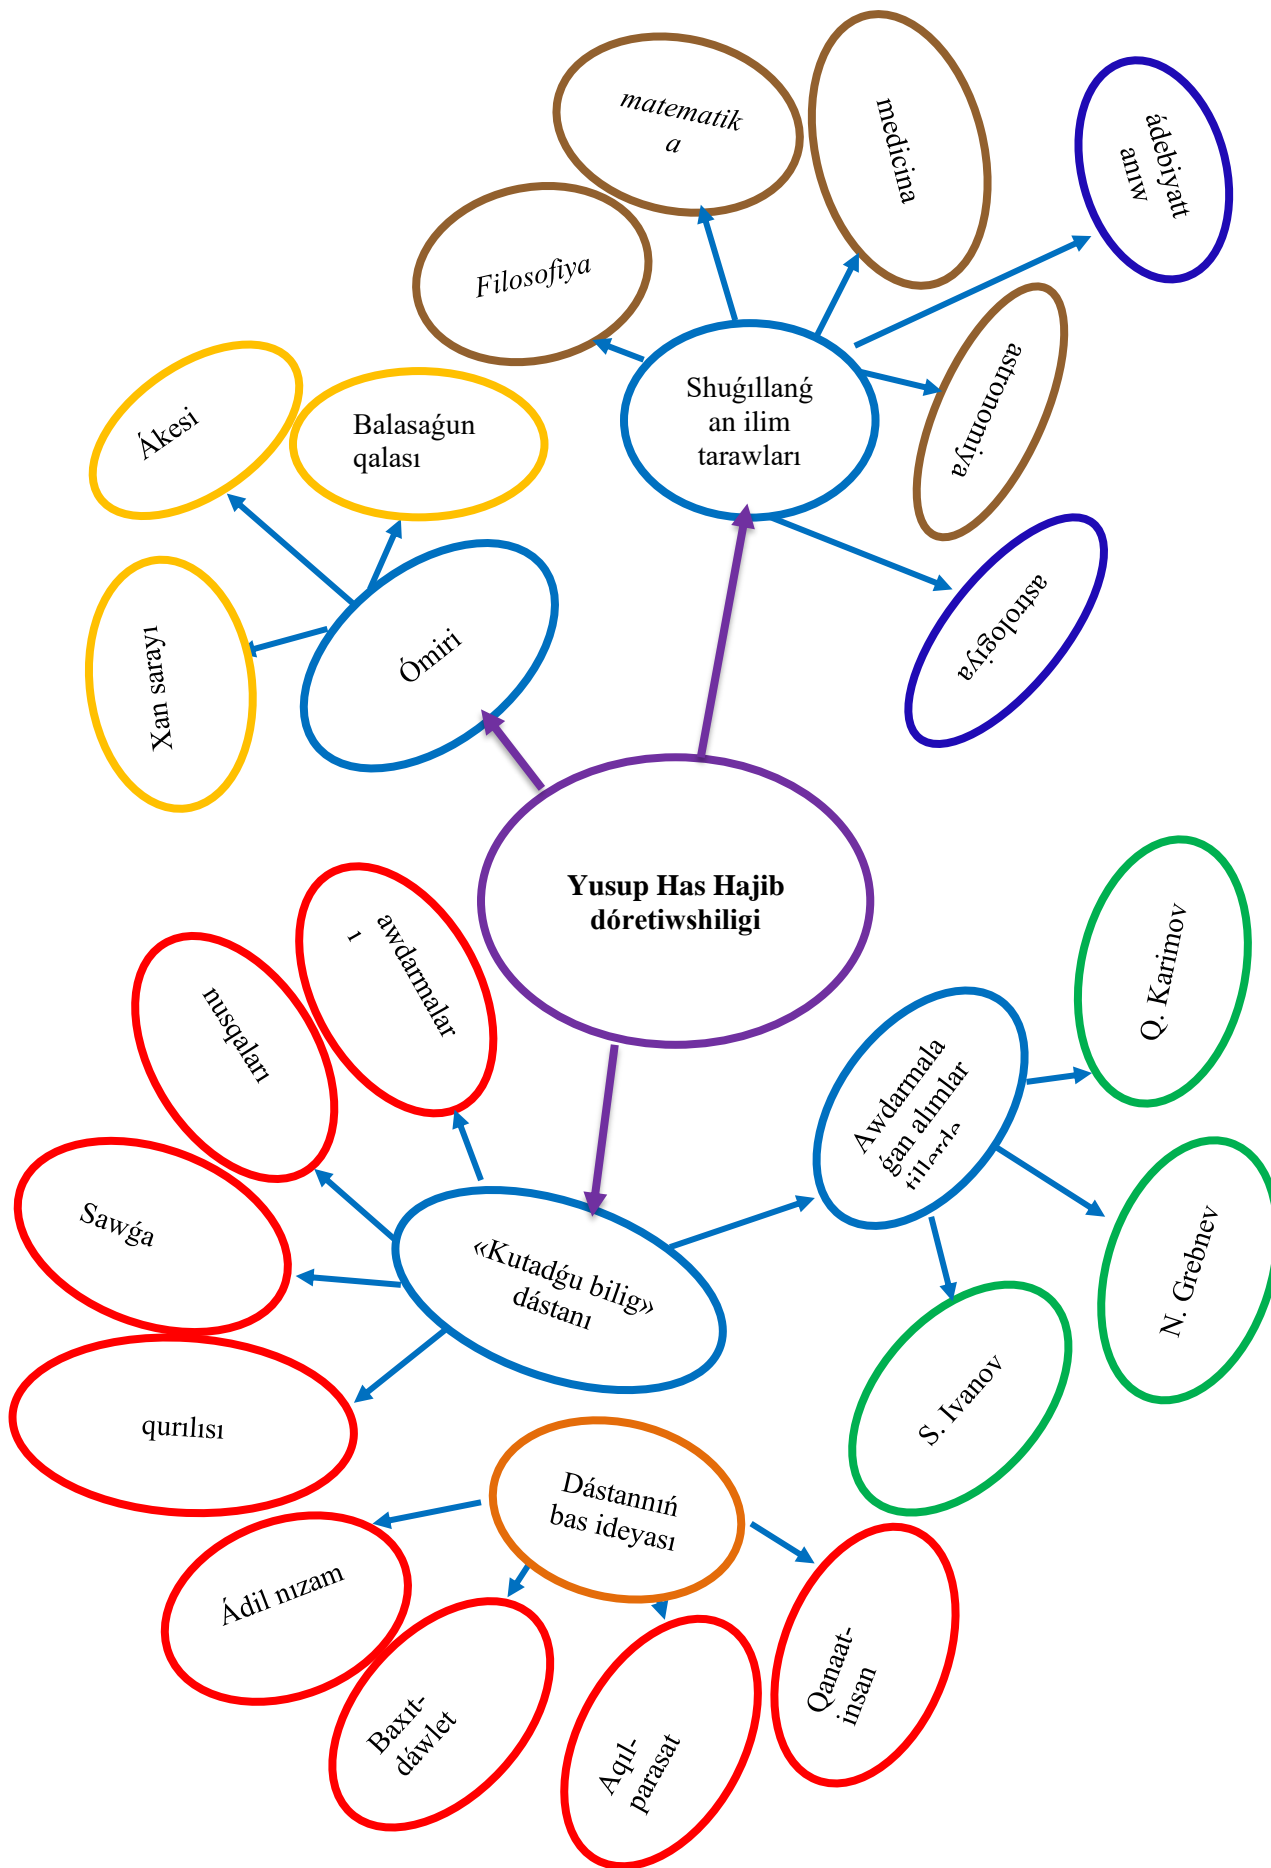 matematik
a
medicina
ádebiyatt
anıw
Filosofiya
Shuǵıllanǵ
an ilim
tarawları
astronomiya
Ákesi
Balasaǵun
qalası
astrologiya
Xan sarayı
Ómiri
Yusup Has Hajib
dóretiwshiligi
awdarmalar
ı
nusqaları
Q. Karimov
Awdarmala
ǵan alımlar
tillerde
Sawǵa
«Kutadǵu bilig»
dástanı
N. Grebnev
S. Ivanov
qurılısı
Dástannıń
bas ideyası
Ádil nızam
Baxıt-
dáwlet
Aqıl-
parasat
Qanaat-
insan